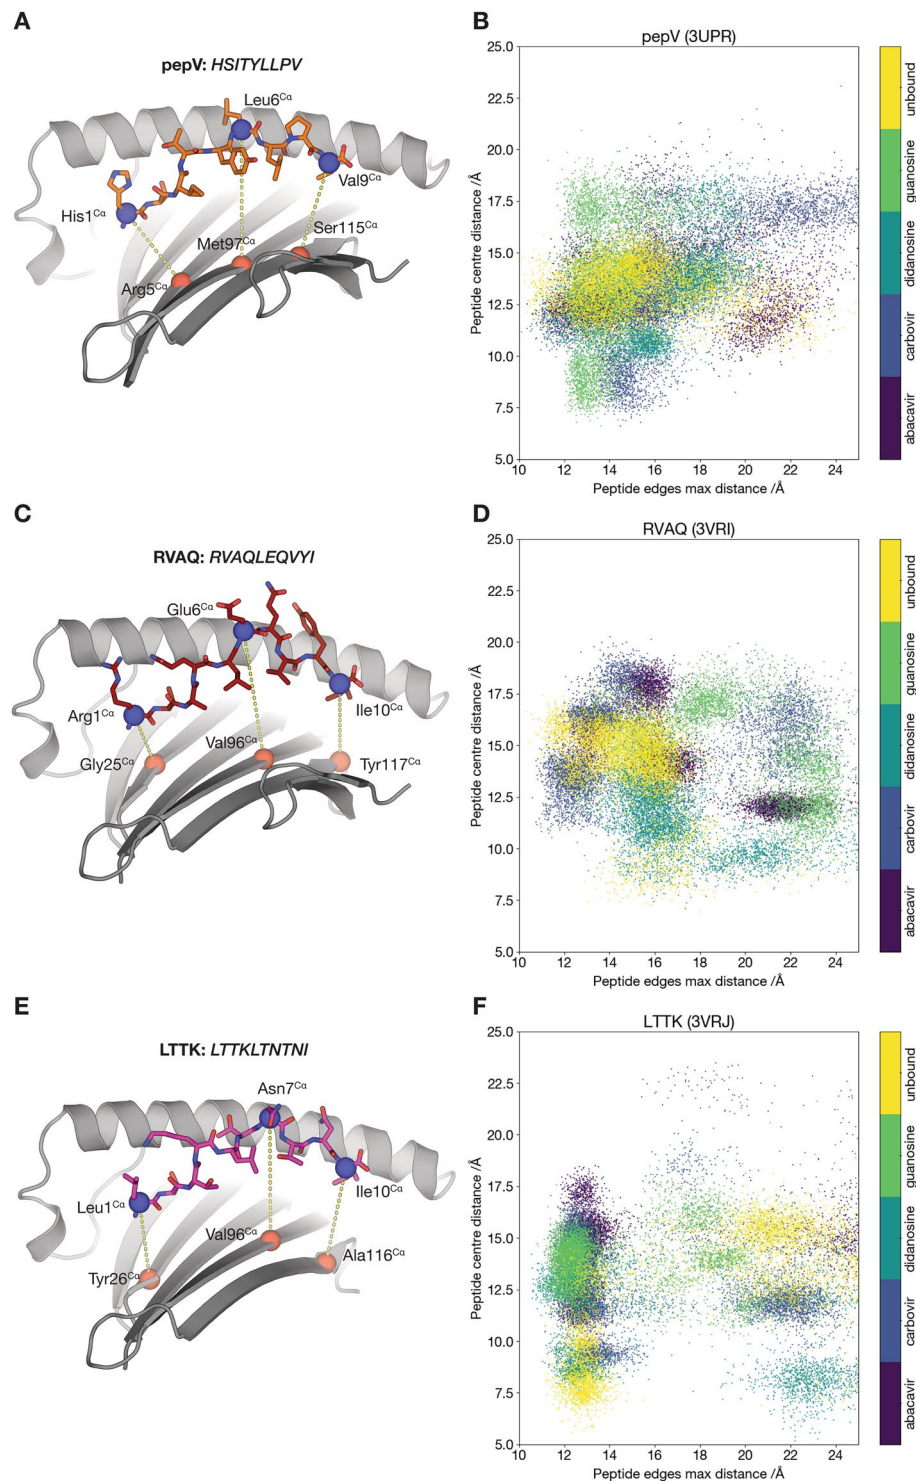 A
pepV: HSITYLLPV
Leu6Cα
Val9Cα
His1Cα
Ser115Cα
Met97Cα
Arg5Cα
B
pepV (3UPR)
25.0
22.5
20.0
17.5
15.0
12.5
10.0
7.5
5.0
Peptide centre distance /Å
10 12 14 16 18 20 22 24
Peptide edges max distance /Å
unbound
guanosine
didanosine
carbovir
abacavir
C
RVAQ: RVAQLEQVYI
Glu6Cα
Arg1Cα
Ile10Cα
Val96Cα
Gly25Cα
Tyr117Cα
D
RVAQ (3VRI)
25.0
22.5
20.0
17.5
15.0
12.5
10.0
7.5
5.0
Peptide centre distance /Å
10 12 14 16 18 20 22 24
Peptide edges max distance /Å
unbound
guanosine
didanosine
carbovir
abacavir
E
LTTK: LTTKLTNTNI
Asn7Cα
Ile10Cα
Leu1Cα
Val96Cα
Ala116Cα
Tyr26Cα
F
LTTK (3VRJ)
25.0
22.5
20.0
17.5
15.0
12.5
10.0
7.5
5.0
Peptide centre distance /Å
10 12 14 16 18 20 22 24
Peptide edges max distance /Å
unbound
guanosine
didanosine
carbovir
abacavir